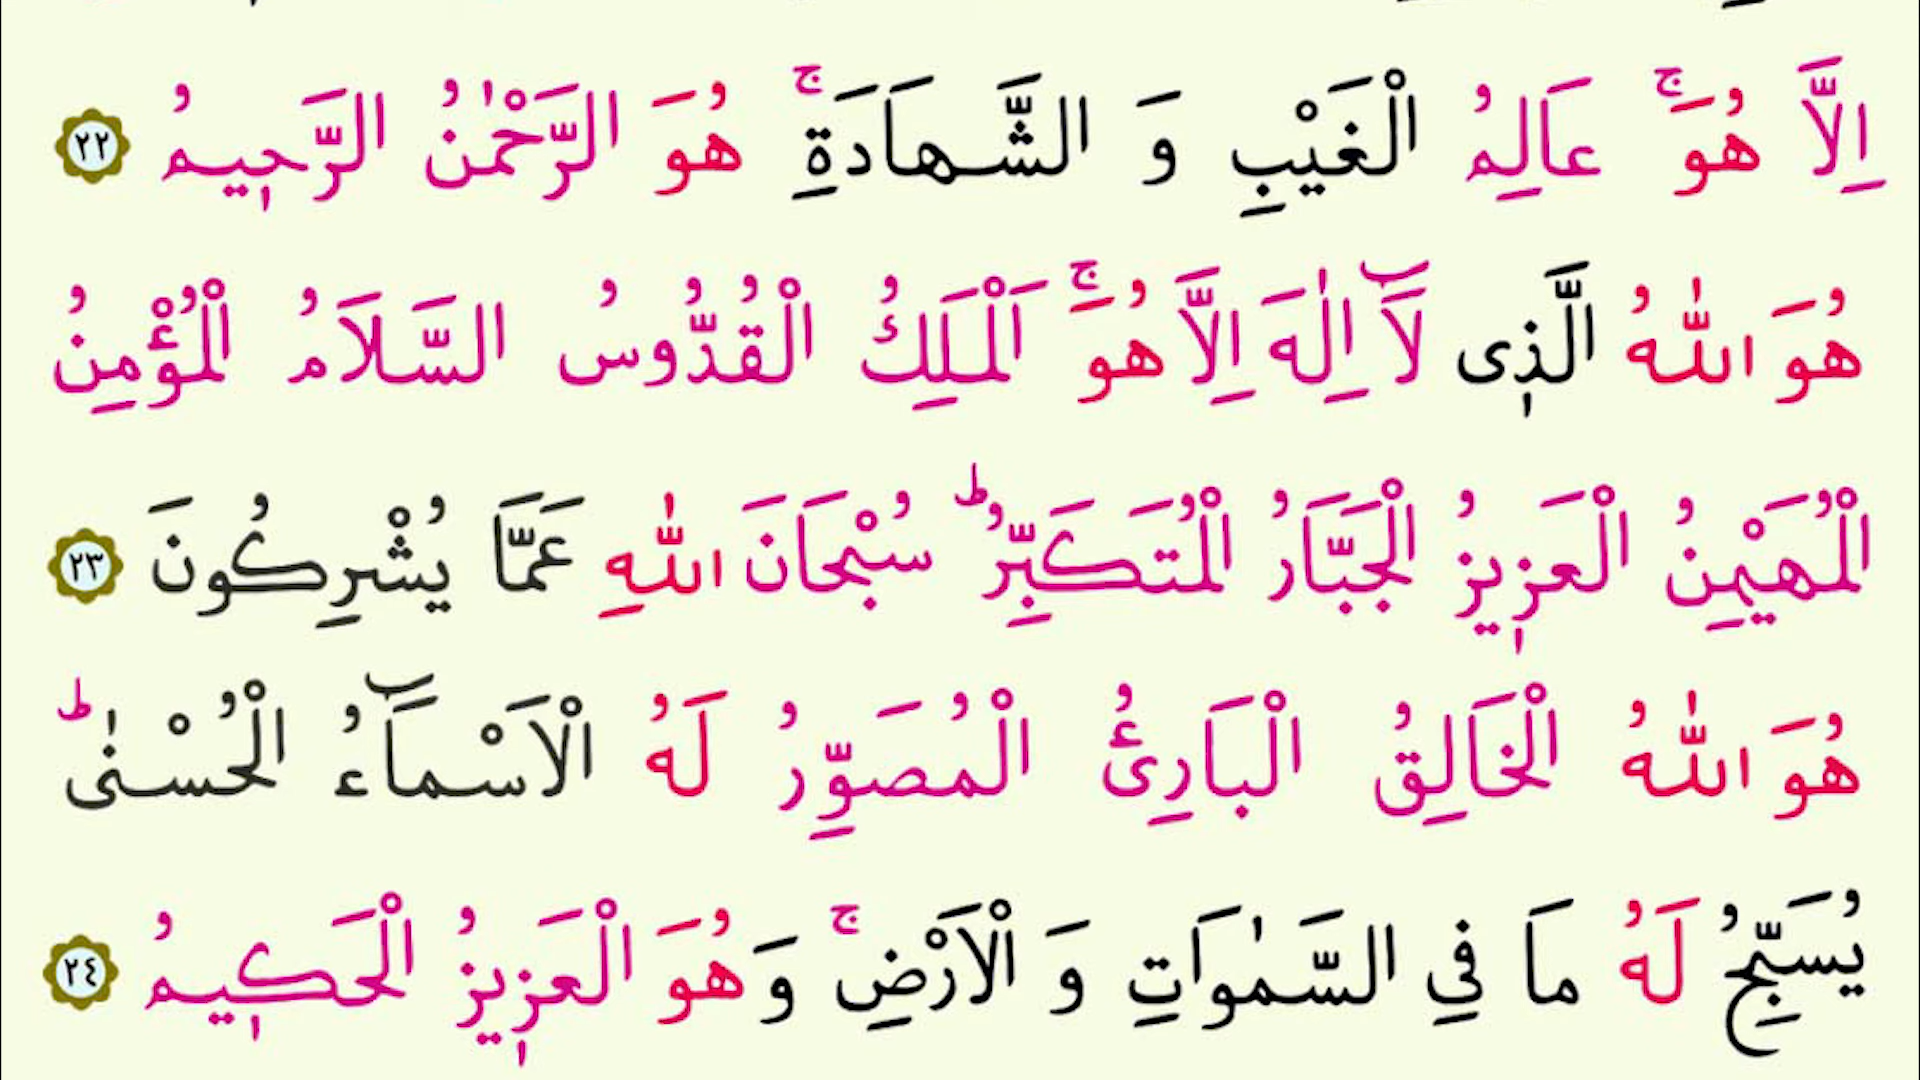 اِلَّا هُوَۚ عَالِمُ الْغَيْبِ وَ الشَّهَادَةِۚ هُوَ الرَّحْمٰنُ الرَّحٖيمُ ٢٢
هُوَ اللّٰهُ الَّذٖى لَٓا اِلٰهَ اِلَّا هُوَۚ اَلْمَلِكُ الْقُدُّوسُ السَّلَامُ الْمُؤْمِنُ
الْمُهَيْمِنُ الْعَزٖيزُ الْجَبَّارُ الْمُتَكَبِّرُؕ سُبْحَانَ اللّٰهِ عَمَّا يُشْرِكُونَ ٢٣
هُوَ اللّٰهُ الْخَالِقُ الْبَارِئُ الْمُصَوِّرُ لَهُ الْاَسْمَٓاءُ الْحُسْنٰىؕ
يُسَبِّحُ لَهُ مَا فِى السَّمٰوَاتِ وَ الْاَرْضِۚ وَهُوَ الْعَزٖيزُ الْحَكٖيمُ ٢٤